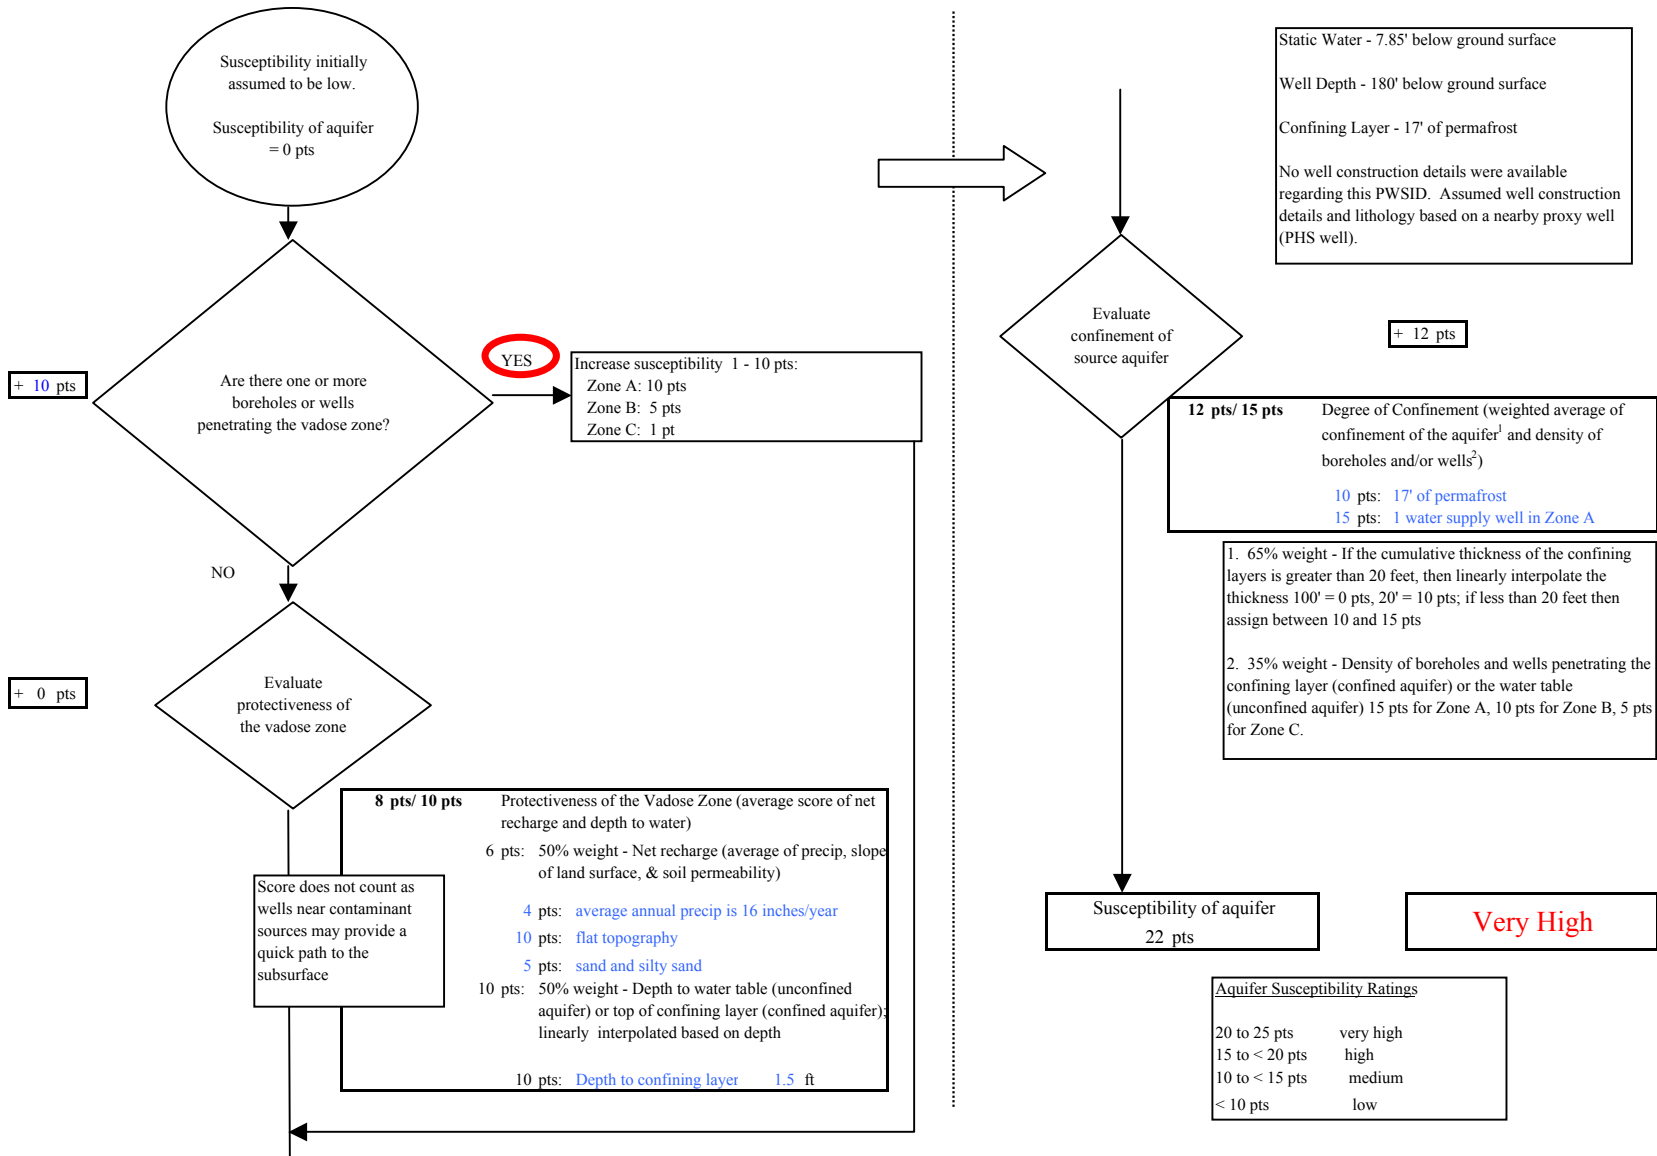 Susceptibility initially
assumed to be low.
Susceptibility of aquifer
= 0 pts
+ 10 pts
Are there one or more
boreholes or wells
penetrating the vadose zone?
YES
Increase susceptibility 1 - 10 pts:
Zone A: 10 pts
Zone B: 5 pts
Zone C: 1 pt
NO
+ 0 pts
Evaluate
protectiveness of
the vadose zone
8 pts/ 10 pts Protectiveness of the Vadose Zone (average score of net
recharge and depth to water)
6 pts: 50% weight - Net recharge (average of precip, slope
of land surface, & soil permeability)
4 pts: average annual precip is 16 inches/year
10 pts: flat topography
5 pts: sand and silty sand
10 pts: 50% weight - Depth to water table (unconfined
aquifer) or top of confining layer (confined aquifer);
linearly interpolated based on depth
10 pts: Depth to confining layer 1.5 ft
Score does not count as
wells near contaminant
sources may provide a
quick path to the
subsurface
Static Water - 7.85' below ground surface
Well Depth - 180' below ground surface
Confining Layer - 17' of permafrost
No well construction details were available
regarding this PWSID. Assumed well construction
details and lithology based on a nearby proxy well
(PHS well).
Evaluate
confinement of
source aquifer
+ 12 pts
12 pts/ 15 pts Degree of Confinement (weighted average of
confinement of the aquifer1 and density of
boreholes and/or wells2)
10 pts: 17' of permafrost
15 pts: 1 water supply well in Zone A
1. 65% weight - If the cumulative thickness of the confining
layers is greater than 20 feet, then linearly interpolate the
thickness 100' = 0 pts, 20' = 10 pts; if less than 20 feet then
assign between 10 and 15 pts
2. 35% weight - Density of boreholes and wells penetrating the
confining layer (confined aquifer) or the water table
(unconfined aquifer) 15 pts for Zone A, 10 pts for Zone B, 5 pts
for Zone C.
Susceptibility of aquifer
22 pts
Very High
Aquifer Susceptibility Ratings
20 to 25 pts very high
15 to < 20 pts high
10 to < 15 pts medium
< 10 pts low